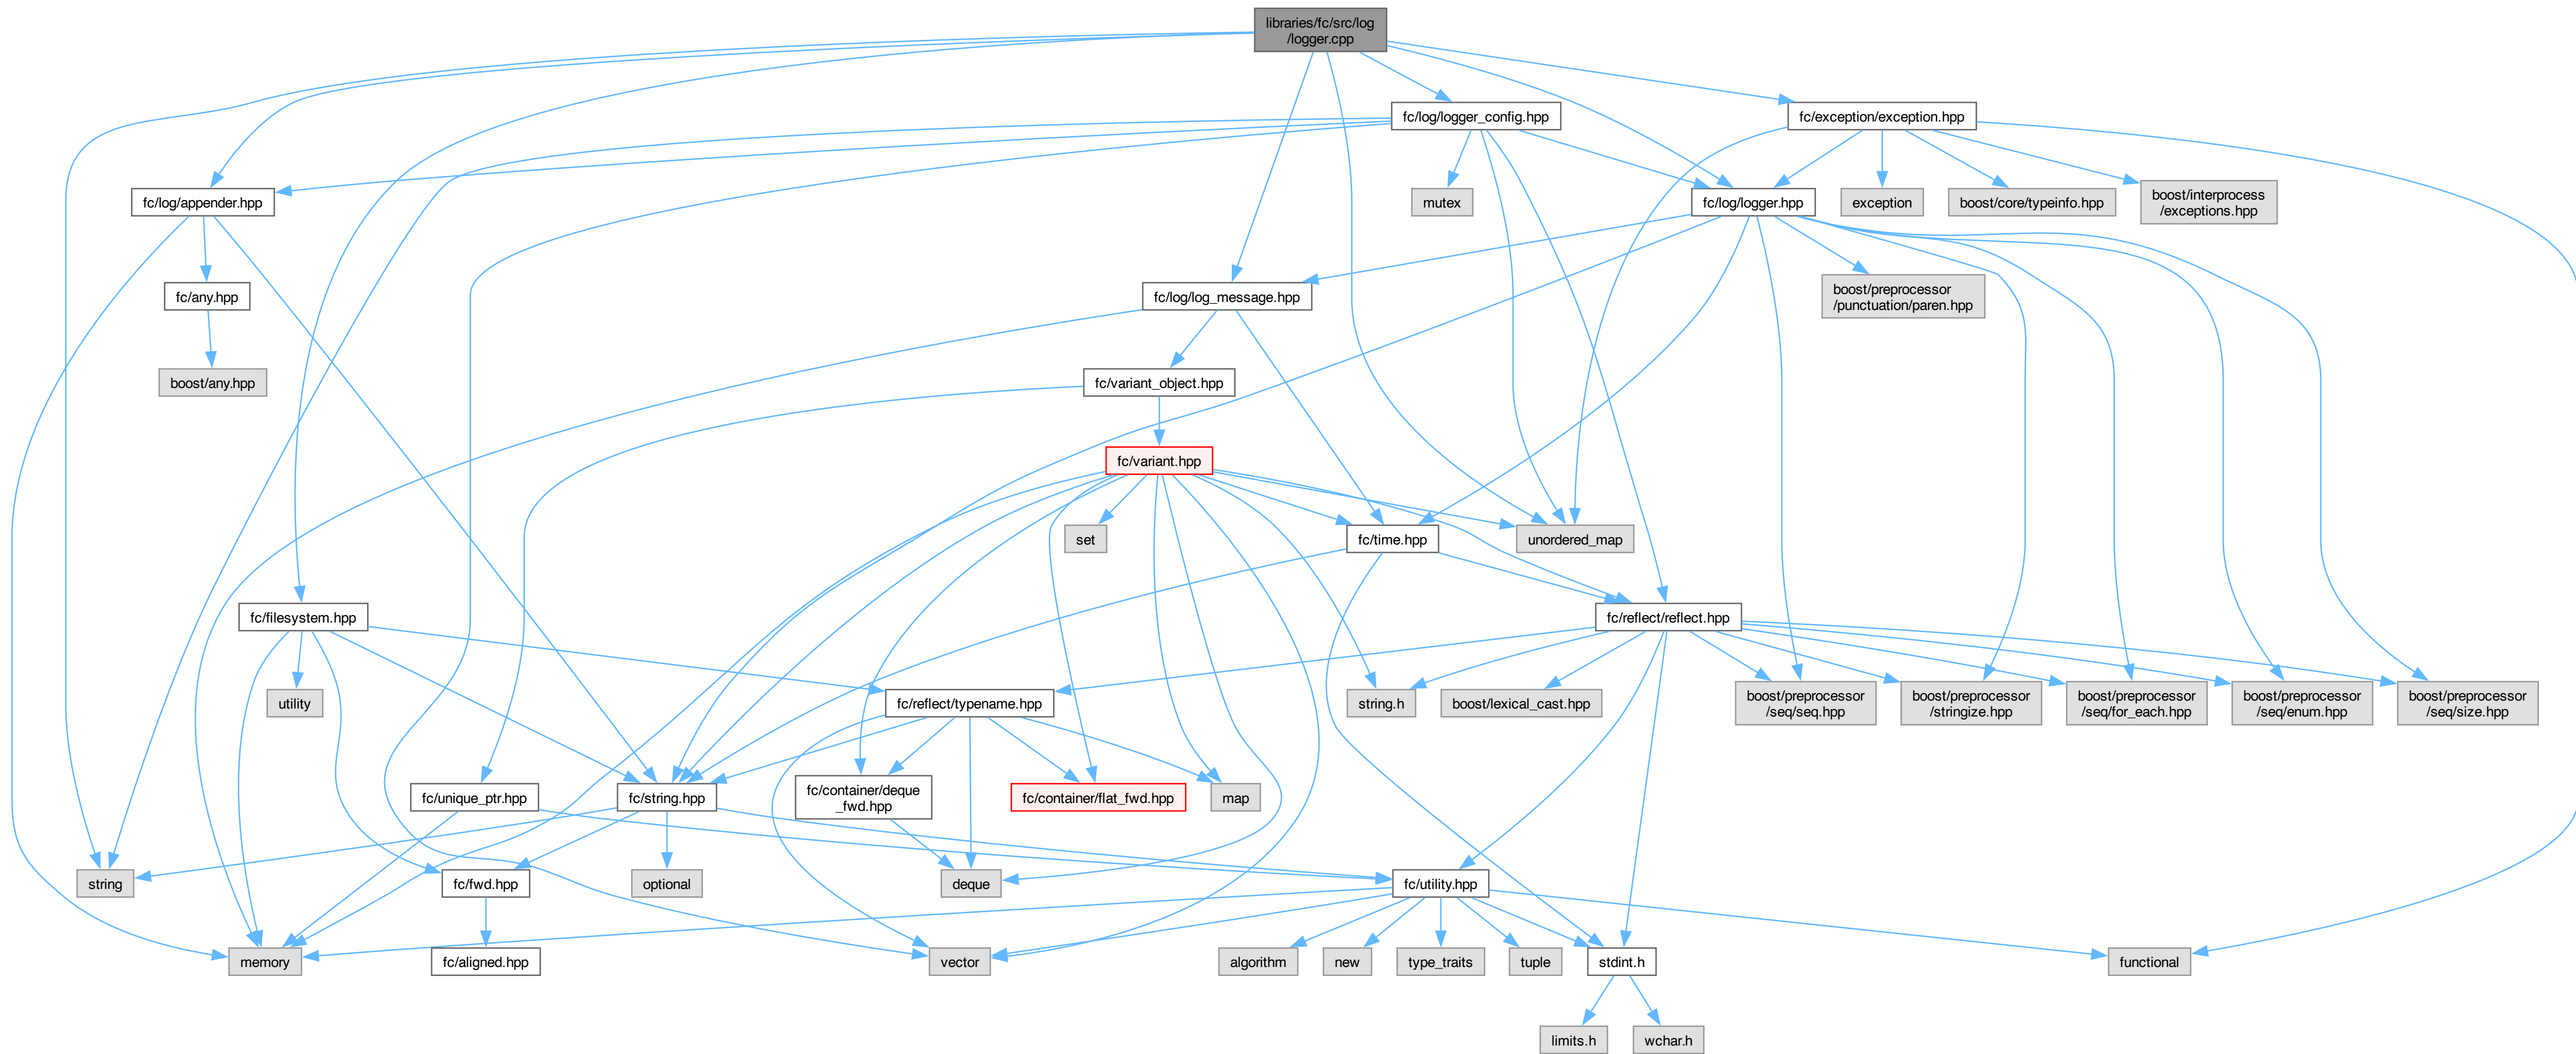 libraries/fc/src/log
/logger.cpp
fc/log/logger_config.hpp
fc/exception/exception.hpp
fc/log/appender.hpp
mutex
fc/log/logger.hpp
exception
boost/core/typeinfo.hpp
boost/interprocess
/exceptions.hpp
fc/any.hpp
fc/log/log_message.hpp
boost/preprocessor
/punctuation/paren.hpp
boost/any.hpp
fc/variant_object.hpp
fc/variant.hpp
set
fc/time.hpp
unordered_map
fc/filesystem.hpp
fc/reflect/reflect.hpp
utility
fc/reflect/typename.hpp
string.h
boost/lexical_cast.hpp
boost/preprocessor
/seq/seq.hpp
boost/preprocessor
/stringize.hpp
boost/preprocessor
/seq/for_each.hpp
boost/preprocessor
/seq/enum.hpp
boost/preprocessor
/seq/size.hpp
fc/unique_ptr.hpp
fc/string.hpp
fc/container/deque
_fwd.hpp
fc/container/flat_fwd.hpp
map
string
fc/fwd.hpp
optional
deque
fc/utility.hpp
memory
fc/aligned.hpp
vector
algorithm
new
type_traits
tuple
stdint.h
functional
limits.h
wchar.h